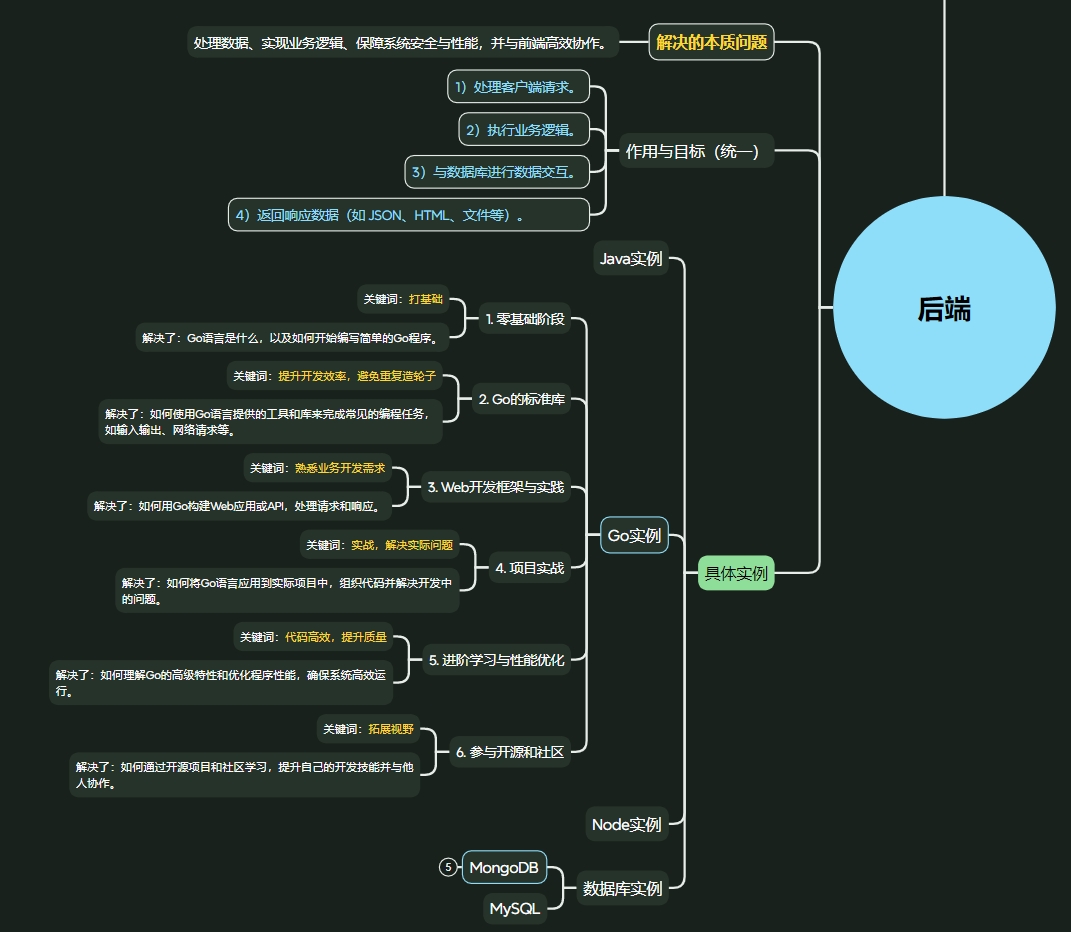 后端
解决的本质问题
处理数据、实现业务逻辑、保障系统安全与性能，并与前端高效协作。
作用与目标（统一）
1）处理客户端请求。
2）执行业务逻辑。
3）与数据库进行数据交互。
4）返回响应数据（如 JSON、HTML、文件等）。
具体实例
Java实例
Go实例
1. 零基础阶段
关键词：打基础
解决了：Go语言是什么，以及如何开始编写简单的Go程序。
2. Go的标准库
关键词：提升开发效率，避免重复造轮子
解决了：如何使用Go语言提供的工具和库来完成常见的编程任务，
如输入输出、网络请求等。
3. Web开发框架与实践
关键词：熟悉业务开发需求
解决了：如何用Go构建Web应用或API，处理请求和响应。
4. 项目实战
关键词：实战，解决实际问题
解决了：如何将Go语言应用到实际项目中，组织代码并解决开发中
的问题。
5. 进阶学习与性能优化
关键词：代码高效，提升质量
解决了：如何理解Go的高级特性和优化程序性能，确保系统高效运
行。
6. 参与开源和社区
关键词：拓展视野
解决了：如何通过开源项目和社区学习，提升自己的开发技能并与他
人协作。
Node实例
数据库实例
MongoDB
5
MySQL